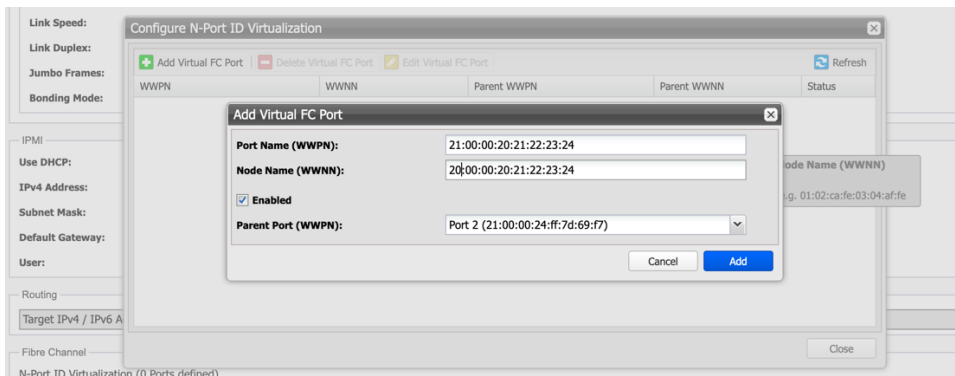 Link Speed:
Link Duplex:
Jumbo Frames:
Bonding Mode:
IPMI
Use DHCP:
IPv4 Address:
Subnet Mask:
Default Gateway:
User:
Routing
Target IPv4 / IPv6 A
Fibre Channel
N-Port ID Virtualization (0 Ports defined)
Configure N-Port ID Virtualization
Add Virtual FC Port Delete Virtual FC Port Edit Virtual FC Port Refresh
WWPN WWNN Parent WWPN Parent WWNN Status
Add Virtual FC Port
Port Name (WWPN): 21:00:00:20:21:22:23:24
Node Name (WWNN): 20:00:00:20:21:22:23:24
Enabled
Parent Port (WWPN): Port 2 (21:00:00:24:ff:7d:69:f7)
Cancel Add
ode Name (WWNN)
.g. 01:02:ca:fe:03:04:af:fe
Close